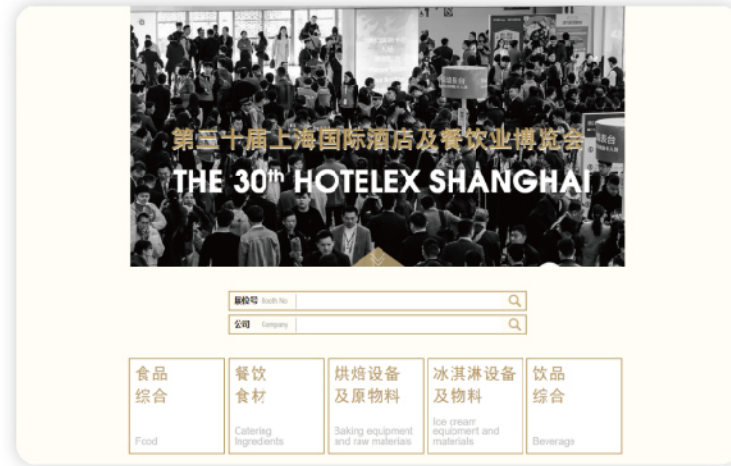 第三十届上海国际酒店及餐饮业博览会
THE 30th HOTELEX SHANGHAI
展位号 Booth No
公司 Company
食品
综合
Food
餐饮
食材
Catering
Ingredients
烘焙设备
及原物料
Baking equipment
and raw materials
冰淇淋设备
及物料
Ice cream
equipment and
materials
饮品
综合
Beverage